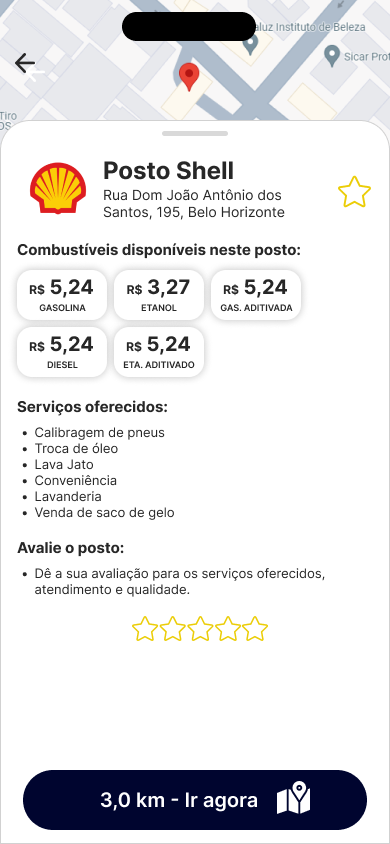 aluz Instituto de Beleza
Sicar Prot
Tiro
OS
Posto Shell
Rua Dom João Antônio dos
Santos, 195, Belo Horizonte
Combustíveis disponíveis neste posto:
R$ 5,24
GASOLINA
R$ 3,27
ETANOL
R$ 5,24
GAS. ADITIVADA
R$ 5,24
DIESEL
R$ 5,24
ETA. ADITIVADO
Serviços oferecidos:
• Calibragem de pneus
• Troca de óleo
• Lava Jato
• Conveniência
• Lavanderia
• Venda de saco de gelo
Avalie o posto:
• Dê a sua avaliação para os serviços oferecidos,
atendimento e qualidade.
3,0 km - Ir agora